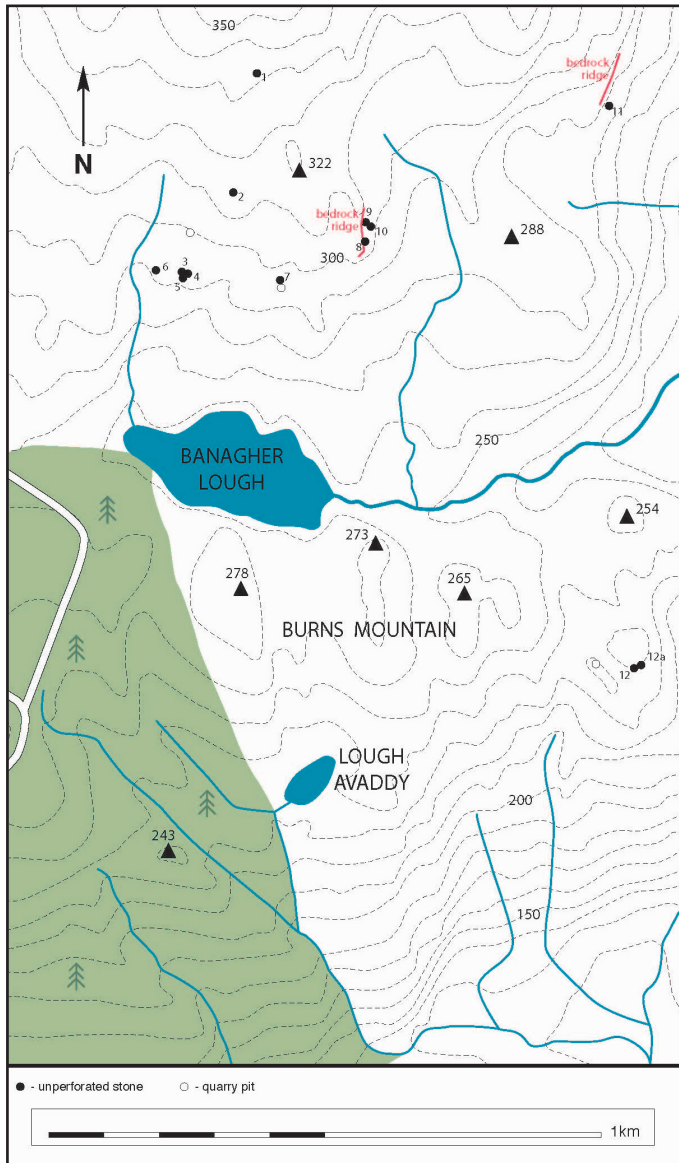 350
1
bedrock
ridge
11
N
322
2
bedrock
ridge
9
10
8
300
288
6
3
4
5
7
250
BANAGHER
LOUGH
254
273
278
265
BURNS MOUNTAIN
12
12a
LOUGH
AVADDY
200
243
150
- unperforated stone
- quarry pit
1km